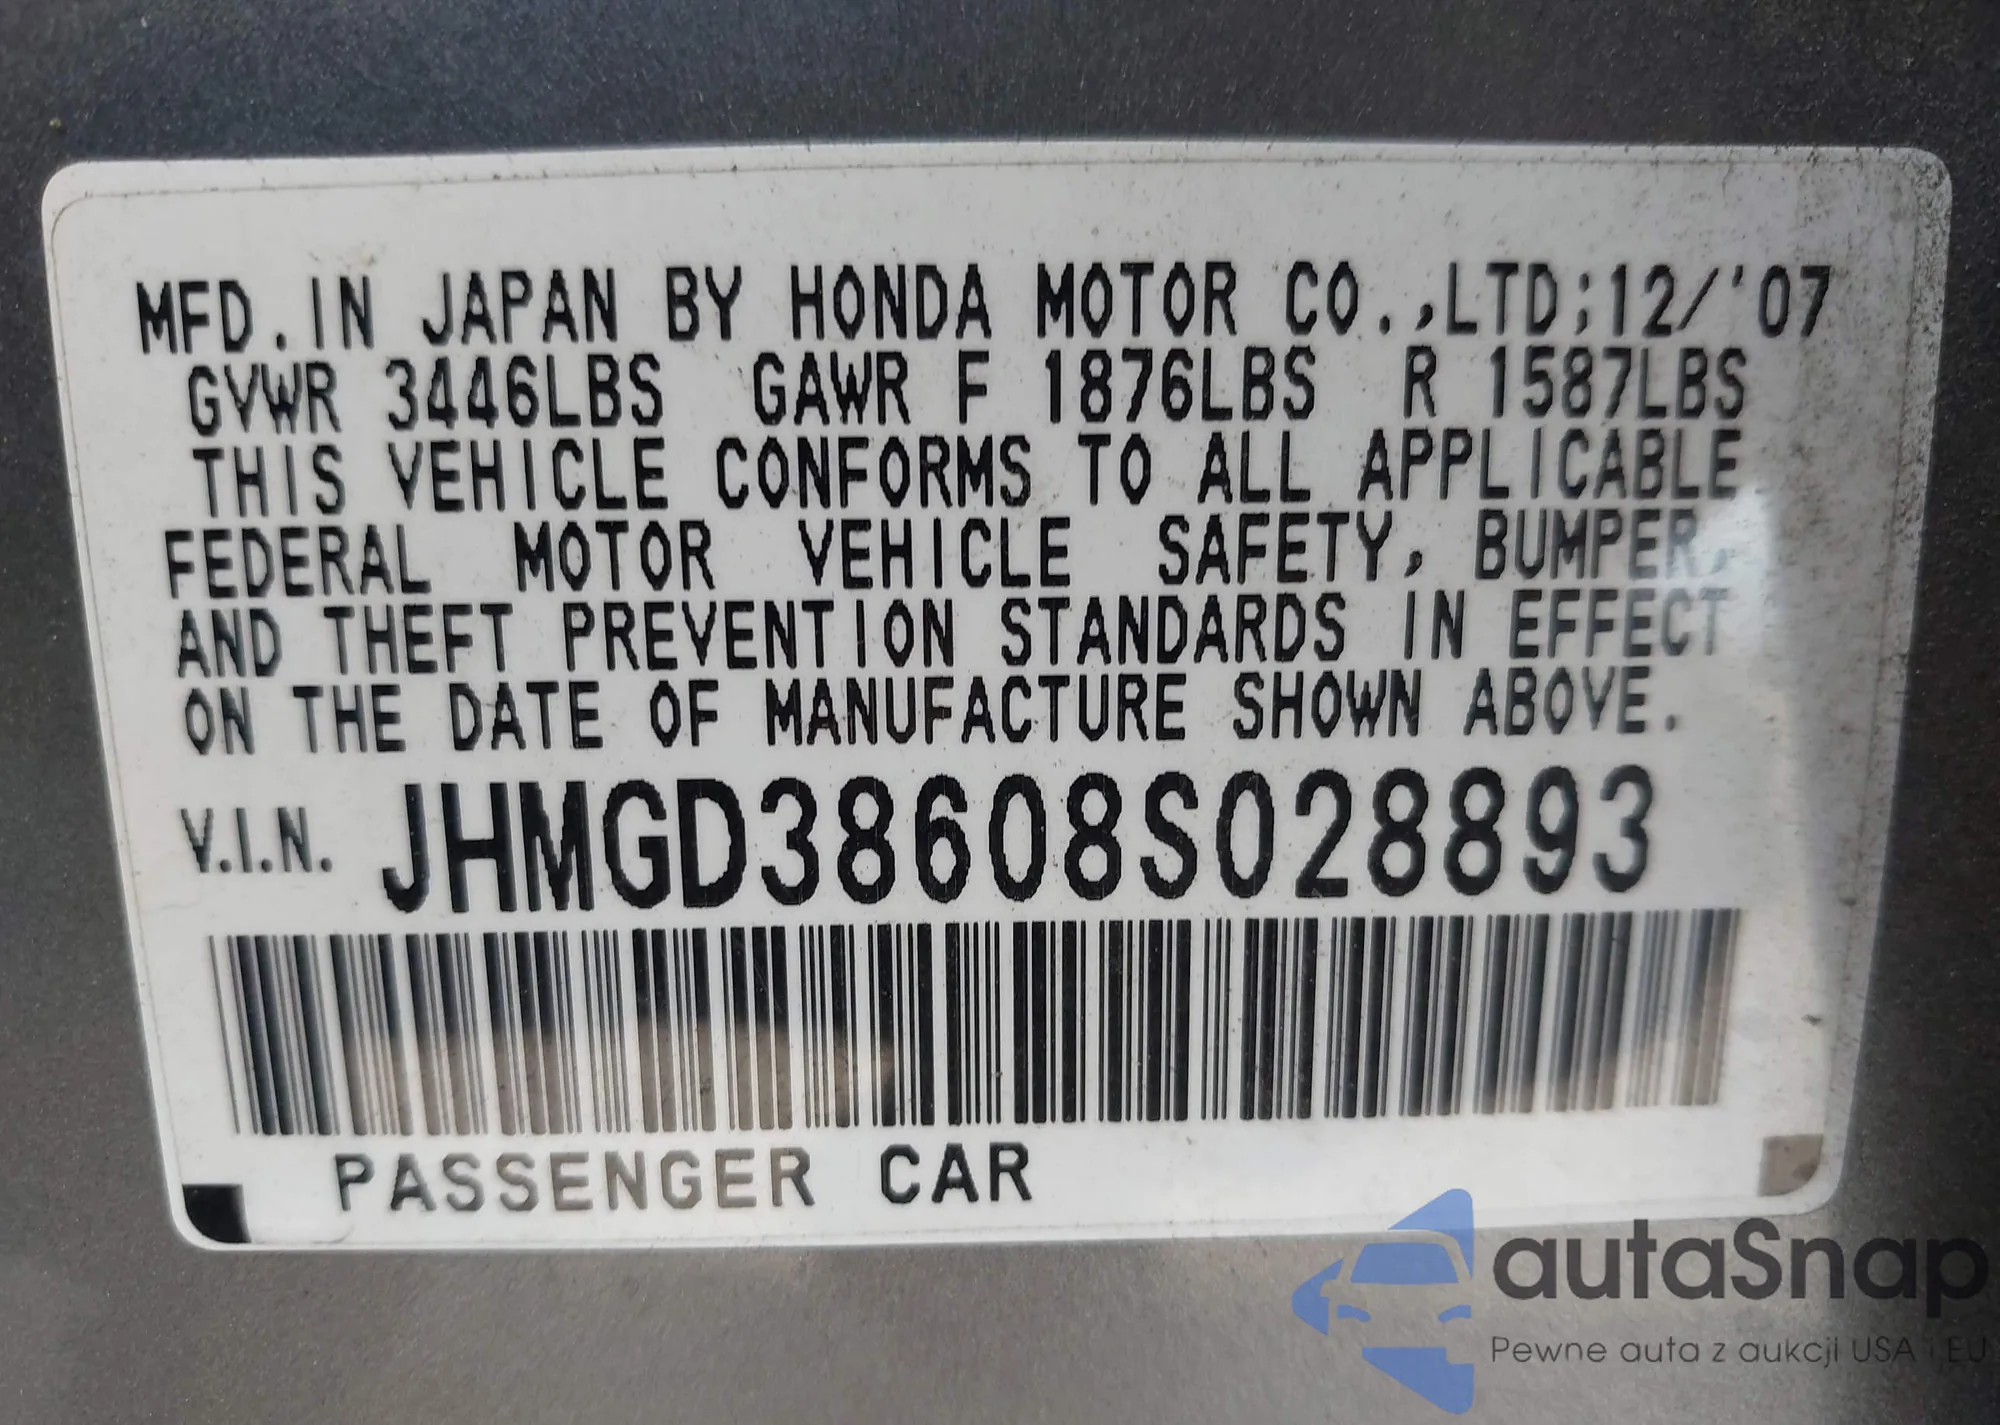 MFD. IN JAPAN BY HONDA MOTOR CO.,LTD;12/'07
GVWR 3446LBS GAWR F 1876LBS R 1587LBS
THIS VEHICLE CONFORMS TO ALL APPLICABLE
FEDERAL MOTOR VEHICLE SAFETY, BUMPER,
AND THEFT PREVENTION STANDARDS IN EFFECT
ON THE DATE OF MANUFACTURE SHOWN ABOVE.
V.I.N. JHMGD38608S028893
PASSENGER CAR
autaSnap
Pewne auta z aukcji USA i EU